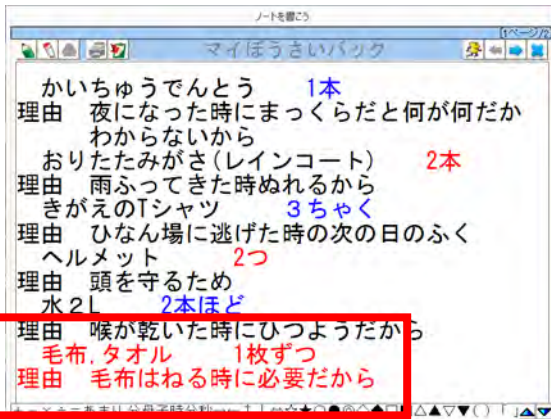 ノートを書こう
(1ページ/2
マイぼうさいバック
かいちゅうでんとう 1本
理由 夜になった時にまっくらだと何が何だか
わからないから
おりたたみがさ(レインコート) 2本
理由 雨ふってきた時ぬれるから
きがえのTシャツ 3ちゃく
理由 ひなん場に逃げた時の次の日のふく
ヘルメット 2つ
理由 頭を守るため
水2L 2本ほど
理由 喉が乾いた時にひつようだから
毛布,タオル 1枚ずつ
理由 毛布はねる時に必要だから